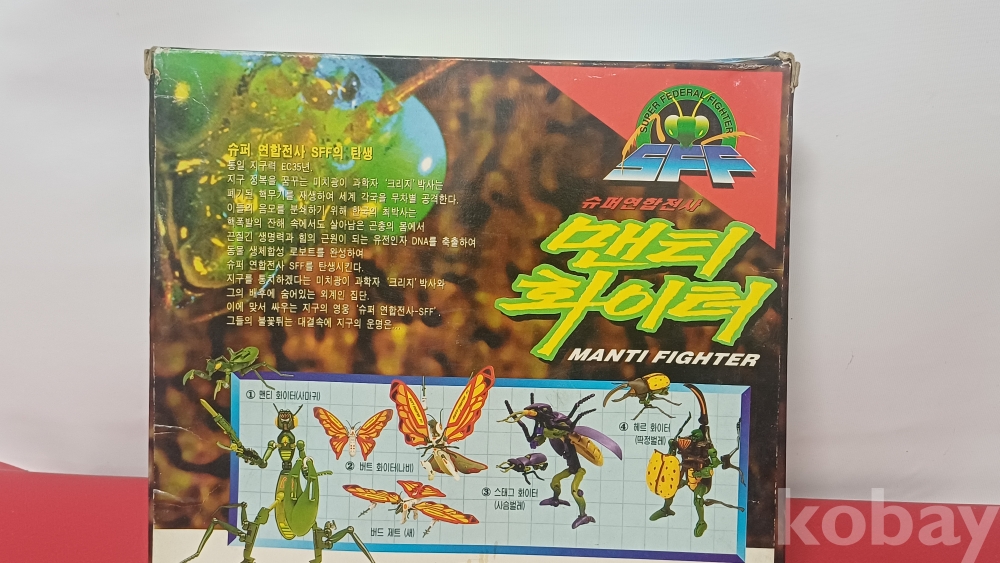 슈퍼 연합전사 SFF의 탄생
통일 지구력 EC35년.
지구 정복을 꿈꾸는 미치광이 과학자 '크리지' 박사는
폐기된 핵무기를 재생하여 세계 각국을 무차별 공격한다.
이들의 음모를 분쇄하기 위해 한국의 최박사는
핵폭발의 잔해 속에서도 살아남은 곤충의 몸에서
끈질긴 생명력과 힘의 근원이 되는 유전인자 DNA를 추출하여
동물 생체합성 로보트를 완성하여
슈퍼 연합전사 SFF를 탄생시킨다.
지구를 통치하겠다는 미치광이 과학자 '크리지' 박사와
그의 배후에 숨어있는 외계인 집단.
이에 맞서 싸우는 지구의 영웅 '슈퍼 연합전사-SFF'.
그들의 불꽃튀는 대결속에 지구의 운명은...
SUPER FEDERAL FIGHTER
SFF
슈퍼연합전사
맨티
화이터
MANTI FIGHTER
① 맨티 화이터(사마귀)
② 버트 화이터(나비)
버드 제트 (새)
③ 스태그 화이터
(사슴벌레)
④ 헤르 화이터
(딱정벌레)
kobay